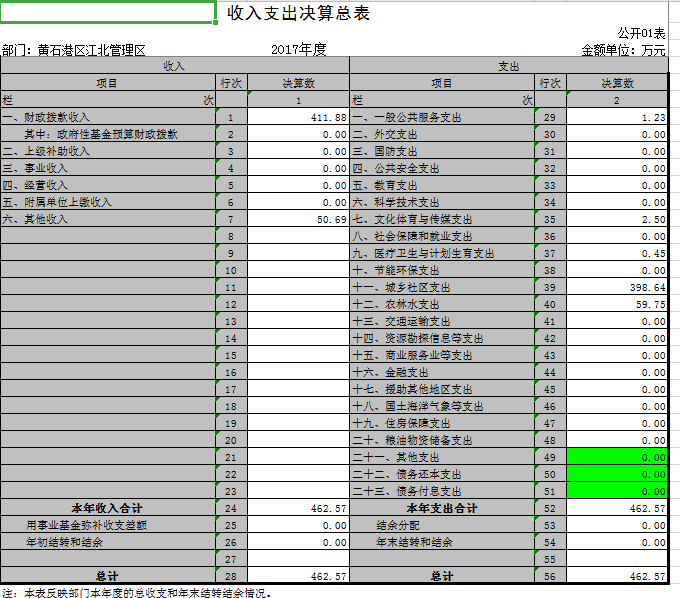 收入支出决算总表
公开01表
部门：黄石港区江北管理区 2017年度 金额单位：万元
收入 支出
项目 行次 决算数 项目 行次 决算数
栏 次 1 栏 次 2
一、财政拨款收入 1 411.88 一、一般公共服务支出 29 1.23
其中：政府性基金预算财政拨款 2 0.00 二、外交支出 30 0.00
二、上级补助收入 3 0.00 三、国防支出 31 0.00
三、事业收入 4 0.00 四、公共安全支出 32 0.00
四、经营收入 5 0.00 五、教育支出 33 0.00
五、附属单位上缴收入 6 0.00 六、科学技术支出 34 0.00
六、其他收入 7 50.69 七、文化体育与传媒支出 35 2.50
8 八、社会保障和就业支出 36 0.00
9 九、医疗卫生与计划生育支出 37 0.45
10 十、节能环保支出 38 0.00
11 十一、城乡社区支出 39 398.64
12 十二、农林水支出 40 59.75
13 十三、交通运输支出 41 0.00
14 十四、资源勘探信息等支出 42 0.00
15 十五、商业服务业等支出 43 0.00
16 十六、金融支出 44 0.00
17 十七、援助其他地区支出 45 0.00
18 十八、国土海洋气象等支出 46 0.00
19 十九、住房保障支出 47 0.00
20 二十、粮油物资储备支出 48 0.00
21 二十一、其他支出 49 0.00
22 二十二、债务还本支出 50 0.00
23 二十三、债务付息支出 51 0.00
本年收入合计 24 462.57 本年支出合计 52 462.57
用事业基金弥补收支差额 25 0.00 结余分配 53 0.00
年初结转和结余 26 0.00 年末结转和结余 54 0.00
27 55
总计 28 462.57 总计 56 462.57
注：本表反映部门本年度的总收支和年末结转结余情况。